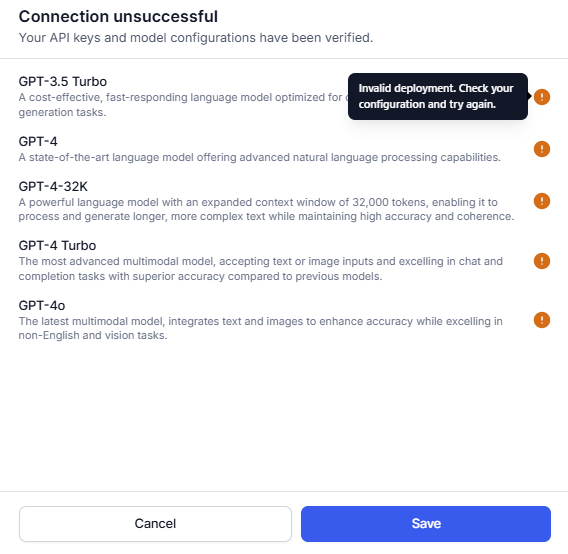 Connection unsuccessful
Your API keys and model configurations have been verified.
GPT-3.5 Turbo
A cost-effective, fast-responding language model optimized for
generation tasks.
Invalid deployment. Check your
configuration and try again.
GPT-4
A state-of-the-art language model offering advanced natural language processing capabilities.
GPT-4-32K
A powerful language model with an expanded context window of 32,000 tokens, enabling it to
process and generate longer, more complex text while maintaining high accuracy and coherence.
GPT-4 Turbo
The most advanced multimodal model, accepting text or image inputs and excelling in chat and
completion tasks with superior accuracy compared to previous models.
GPT-4o
The latest multimodal model, integrates text and images to enhance accuracy while excelling in
non-English and vision tasks.
Cancel
Save